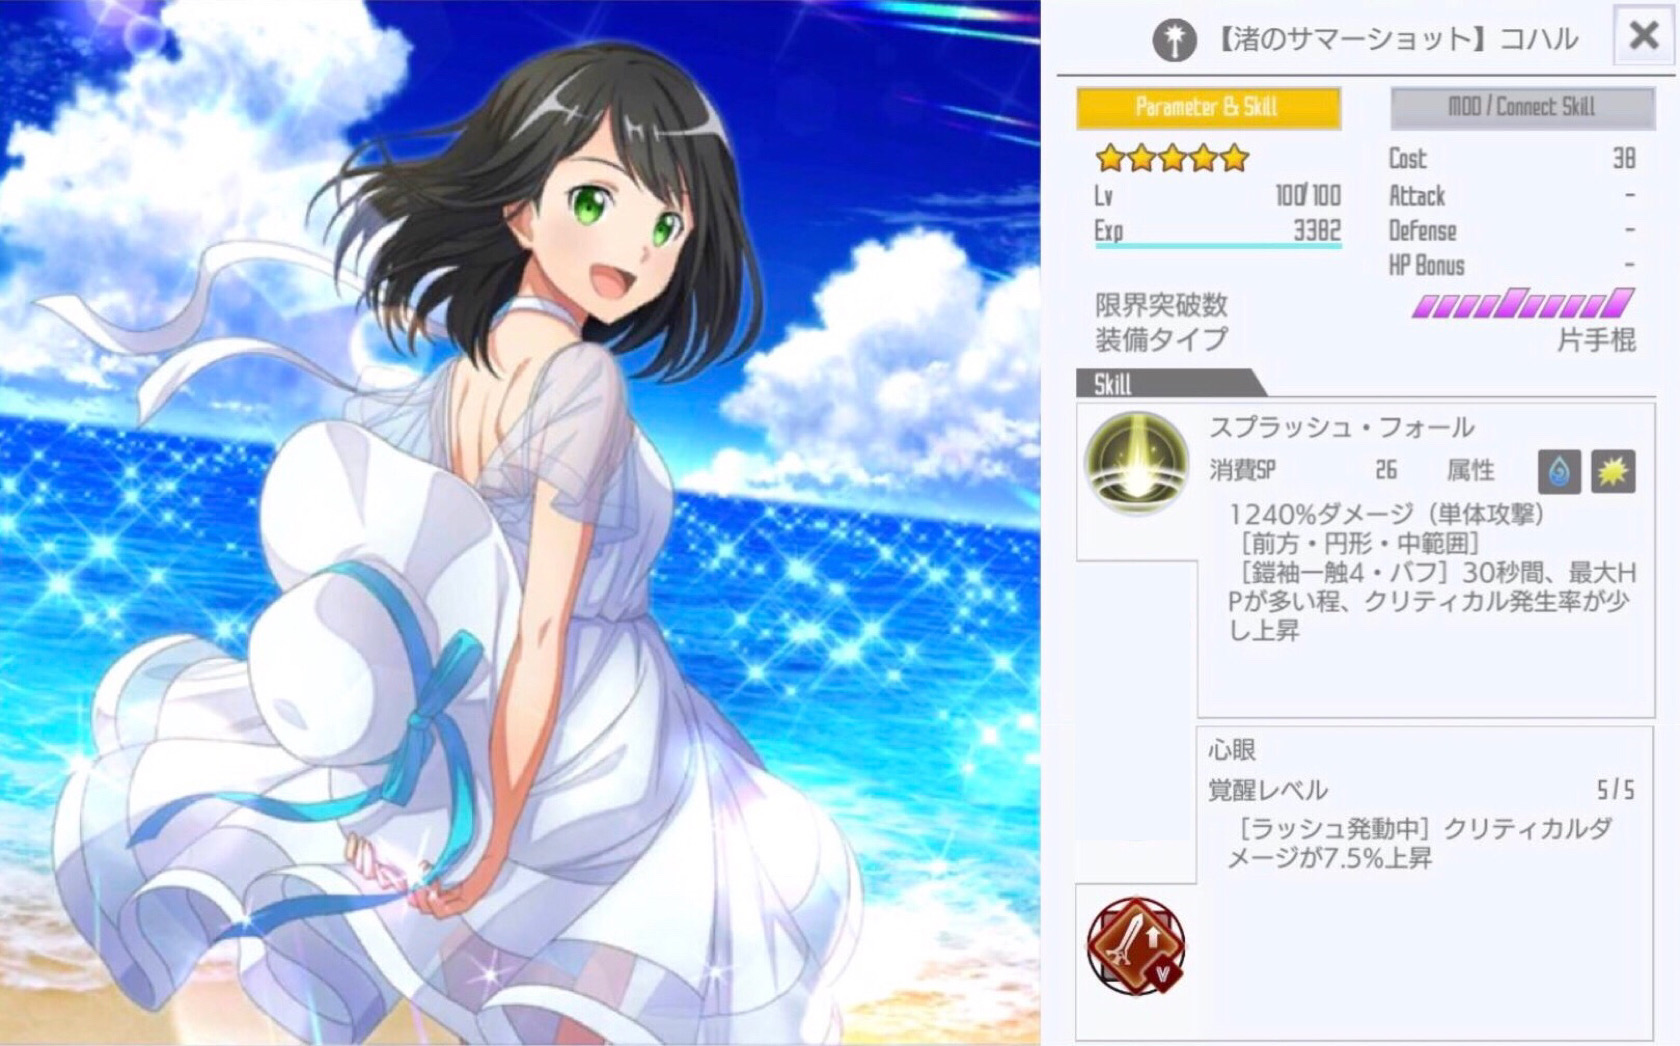 【渚のサマーショット】コハル
Parameter & Skill
MOD / Connect Skill
Lv 100/100
Exp 3382
Cost 38
Attack -
Defense -
HP Bonus -
限界突破数
装備タイプ 片手棍
Skill
スプラッシュ・フォール
消費SP 26 属性
1240%ダメージ（単体攻撃）
［前方・円形・中範囲］
［鎧袖一触4・バフ］30秒間、最大H
Pが多い程、クリティカル発生率が少
し上昇
心眼
覚醒レベル 5/5
［ラッシュ発動中］クリティカルダ
メージが7.5%上昇
V